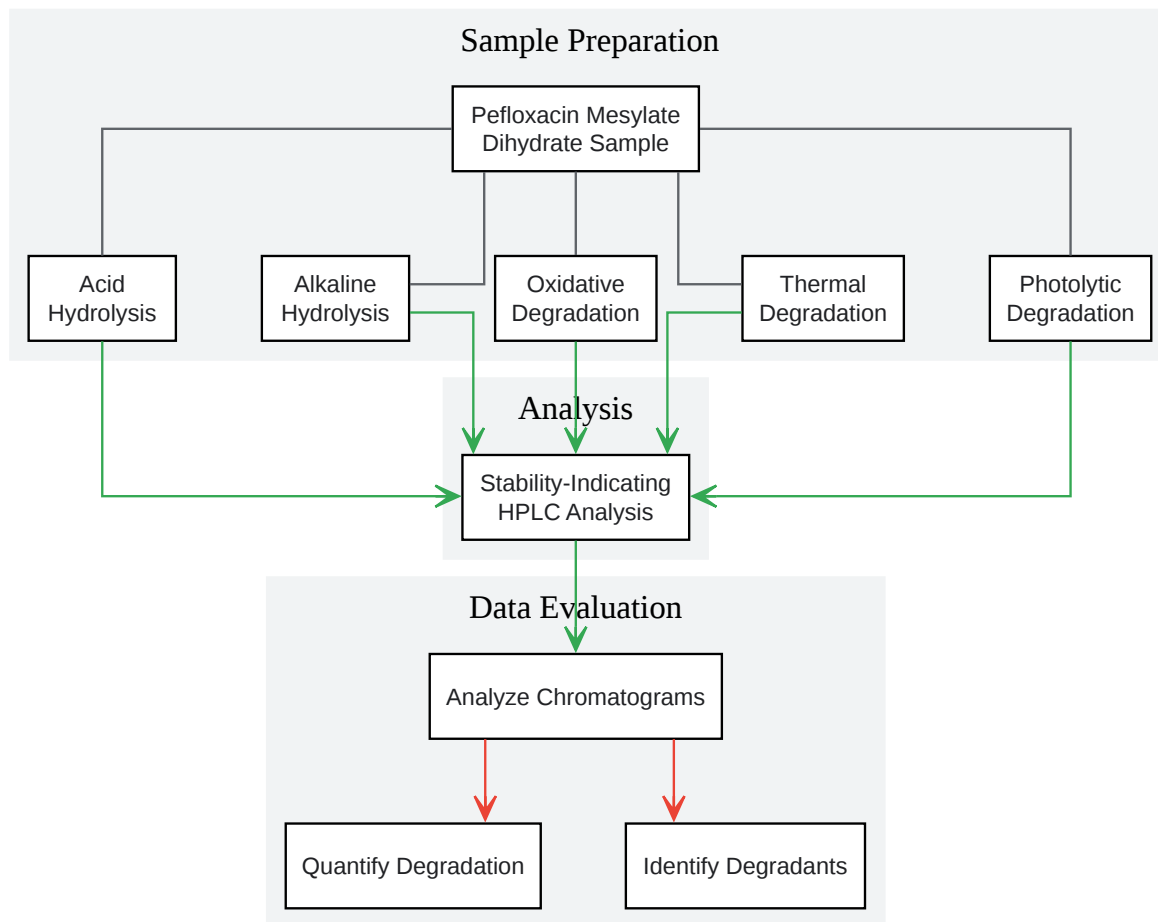 Sample Preparation
Pefloxacin Mesylate
Dihydrate Sample
Acid
Hydrolysis
Alkaline
Hydrolysis
Oxidative
Degradation
Thermal
Degradation
Photolytic
Degradation
Analysis
Stability-Indicating
HPLC Analysis
Data Evaluation
Analyze Chromatograms
Quantify Degradation
Identify Degradants